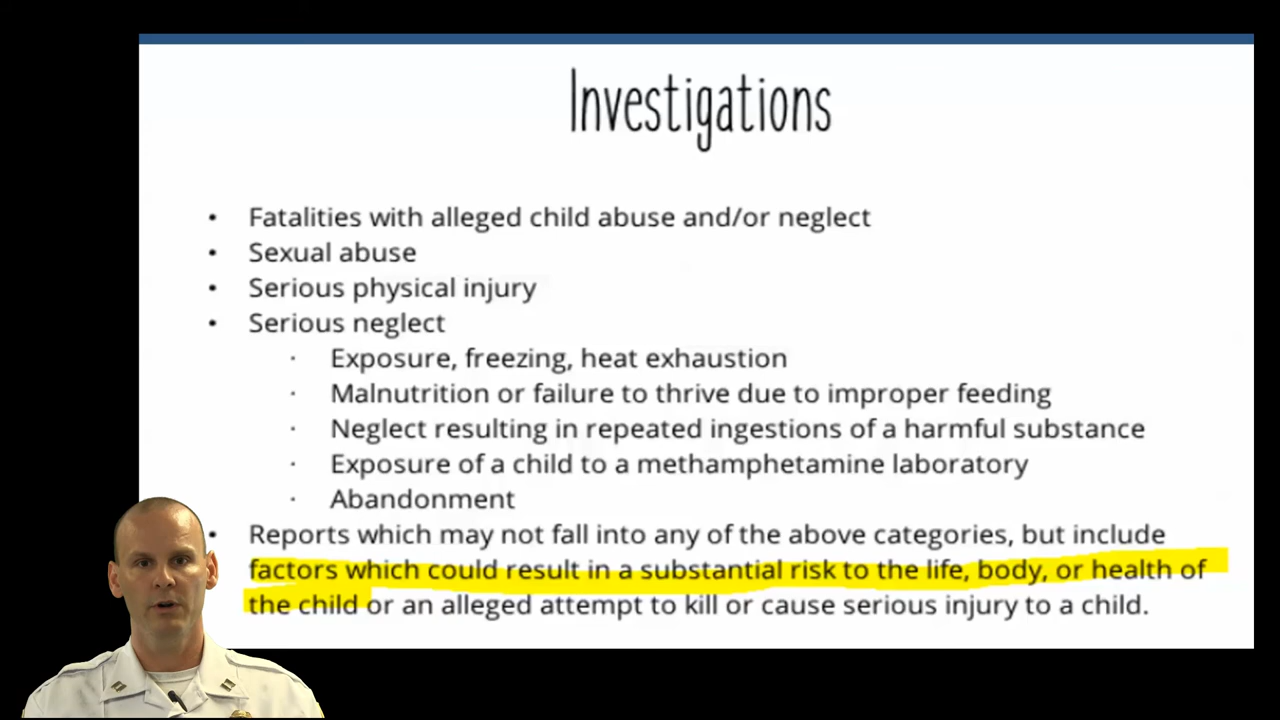 Investigations
• Fatalities with alleged child abuse and/or neglect
• Sexual abuse
• Serious physical injury
• Serious neglect
· Exposure, freezing, heat exhaustion
· Malnutrition or failure to thrive due to improper feeding
· Neglect resulting in repeated ingestions of a harmful substance
· Exposure of a child to a methamphetamine laboratory
· Abandonment
• Reports which may not fall into any of the above categories, but include
factors which could result in a substantial risk to the life, body, or health of
the child or an alleged attempt to kill or cause serious injury to a child.